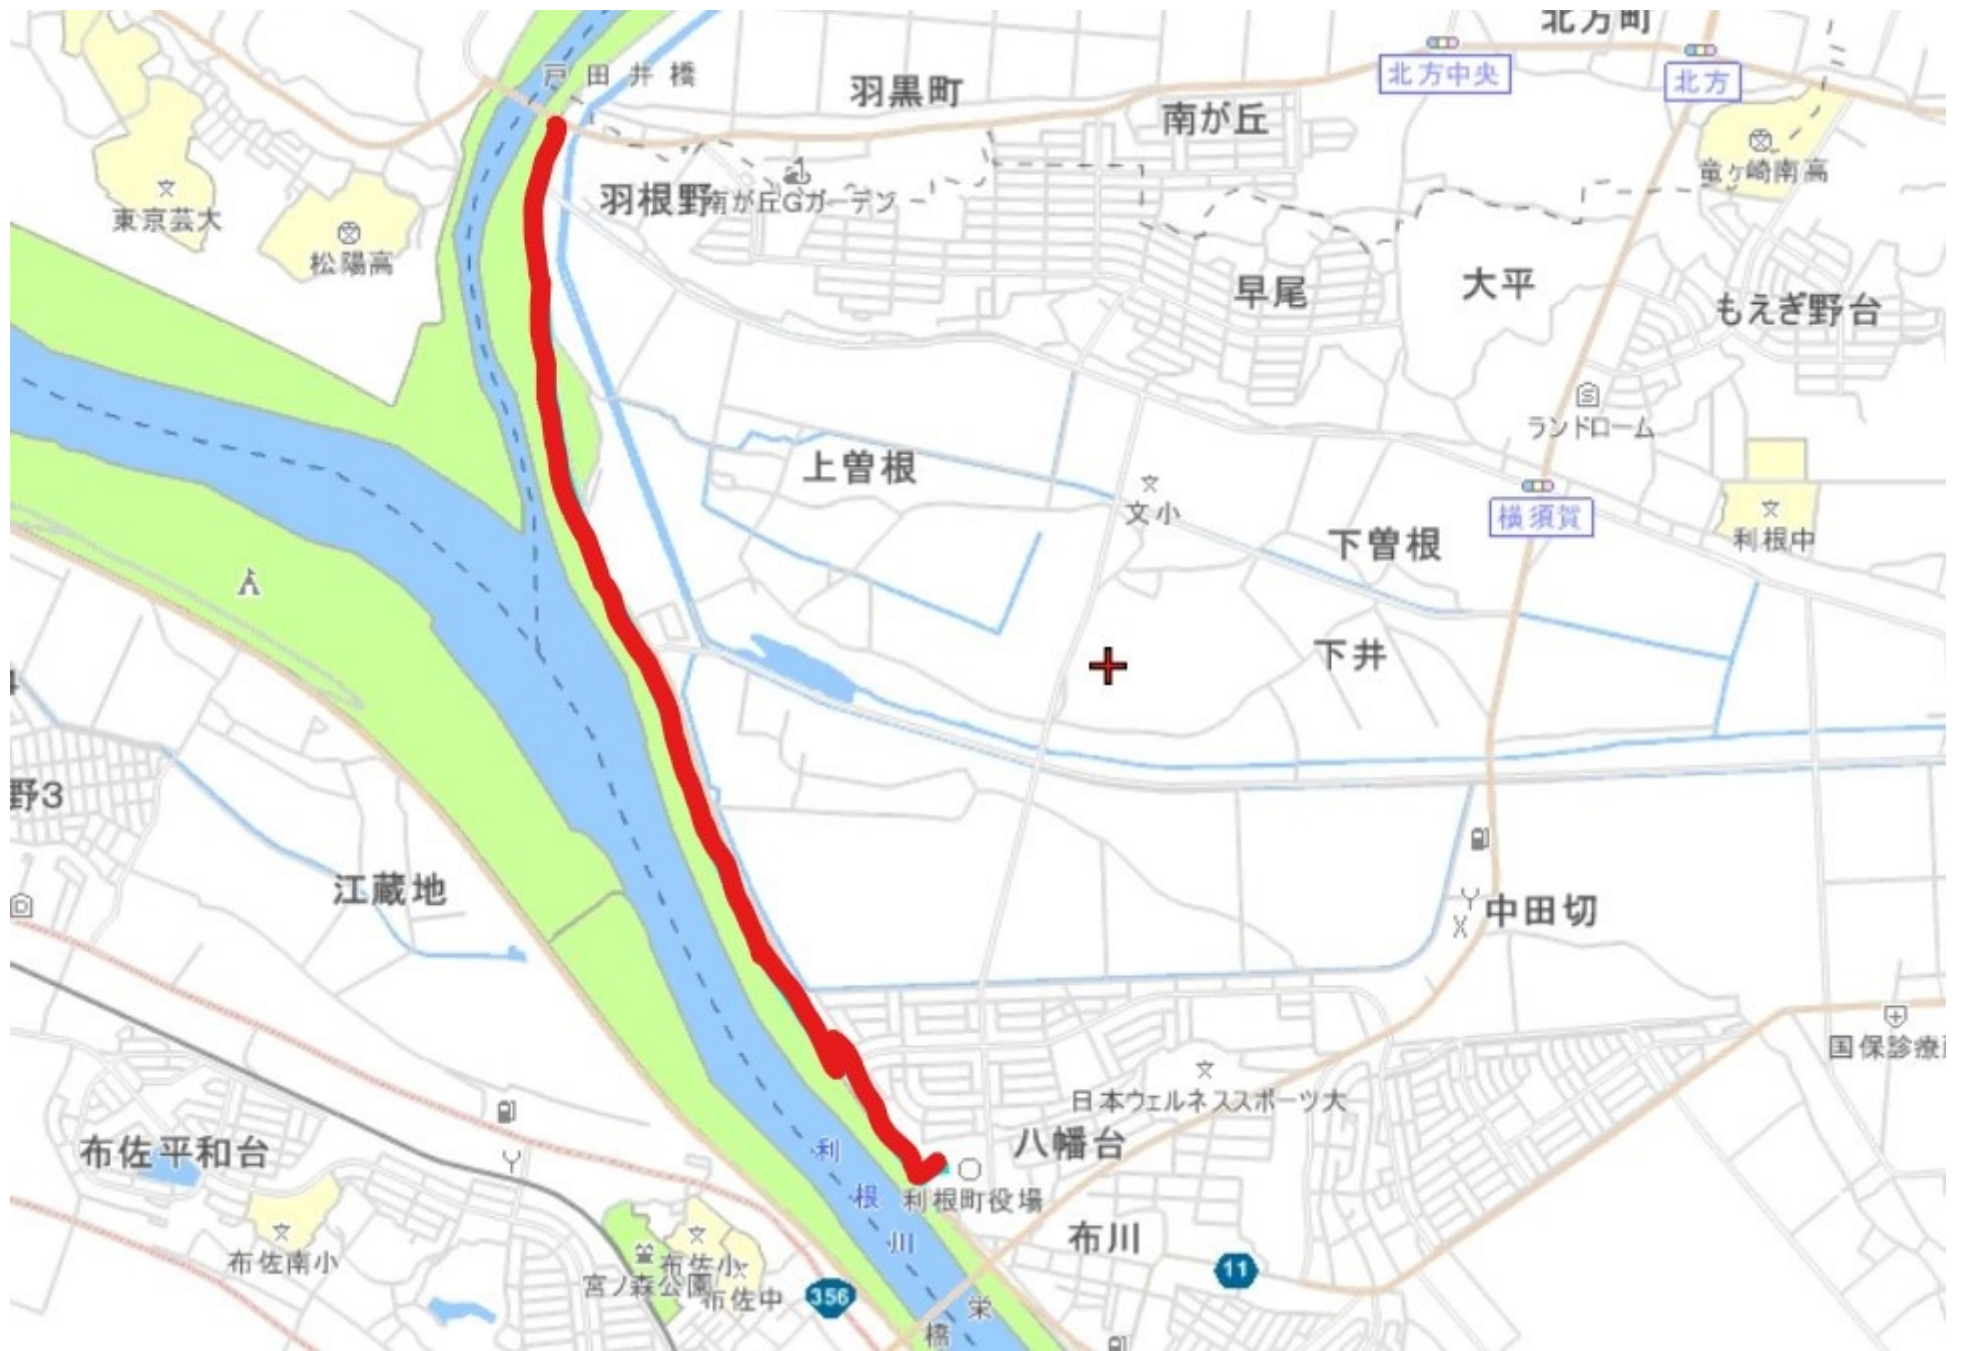 北方町
戸田井橋
羽黒町
北方中央
北方
南が丘
竜ヶ崎南高
東京芸大
羽根野
南が丘Gガーデン
松陽高
早尾
大平
もえぎ野台
ランドローム
上曽根
文小
横須賀
下曽根
利根中
下井
野3
江蔵地
中田切
国保診療
日本ウェルネススポーツ大
八幡台
布佐平和台
利根川
利根町役場
布川
布佐南小
布佐小
宮ノ森公園
布佐中
356
11
栄橋